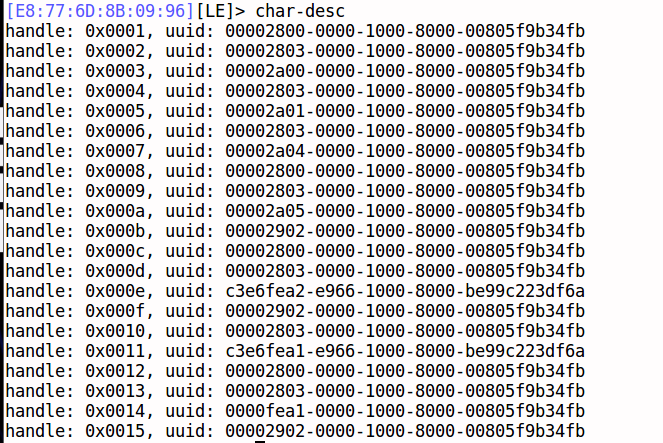 [E8:77:6D:8B:09:96][LE]> char-desc
handle: 0x0001, uuid: 00002800-0000-1000-8000-00805f9b34fb
handle: 0x0002, uuid: 00002803-0000-1000-8000-00805f9b34fb
handle: 0x0003, uuid: 00002a00-0000-1000-8000-00805f9b34fb
handle: 0x0004, uuid: 00002803-0000-1000-8000-00805f9b34fb
handle: 0x0005, uuid: 00002a01-0000-1000-8000-00805f9b34fb
handle: 0x0006, uuid: 00002803-0000-1000-8000-00805f9b34fb
handle: 0x0007, uuid: 00002a04-0000-1000-8000-00805f9b34fb
handle: 0x0008, uuid: 00002800-0000-1000-8000-00805f9b34fb
handle: 0x0009, uuid: 00002803-0000-1000-8000-00805f9b34fb
handle: 0x000a, uuid: 00002a05-0000-1000-8000-00805f9b34fb
handle: 0x000b, uuid: 00002902-0000-1000-8000-00805f9b34fb
handle: 0x000c, uuid: 00002800-0000-1000-8000-00805f9b34fb
handle: 0x000d, uuid: 00002803-0000-1000-8000-00805f9b34fb
handle: 0x000e, uuid: c3e6fea2-e966-1000-8000-be99c223df6a
handle: 0x000f, uuid: 00002902-0000-1000-8000-00805f9b34fb
handle: 0x0010, uuid: 00002803-0000-1000-8000-00805f9b34fb
handle: 0x0011, uuid: c3e6fea1-e966-1000-8000-be99c223df6a
handle: 0x0012, uuid: 00002800-0000-1000-8000-00805f9b34fb
handle: 0x0013, uuid: 00002803-0000-1000-8000-00805f9b34fb
handle: 0x0014, uuid: 0000fea1-0000-1000-8000-00805f9b34fb
handle: 0x0015, uuid: 00002902-0000-1000-8000-00805f9b34fb